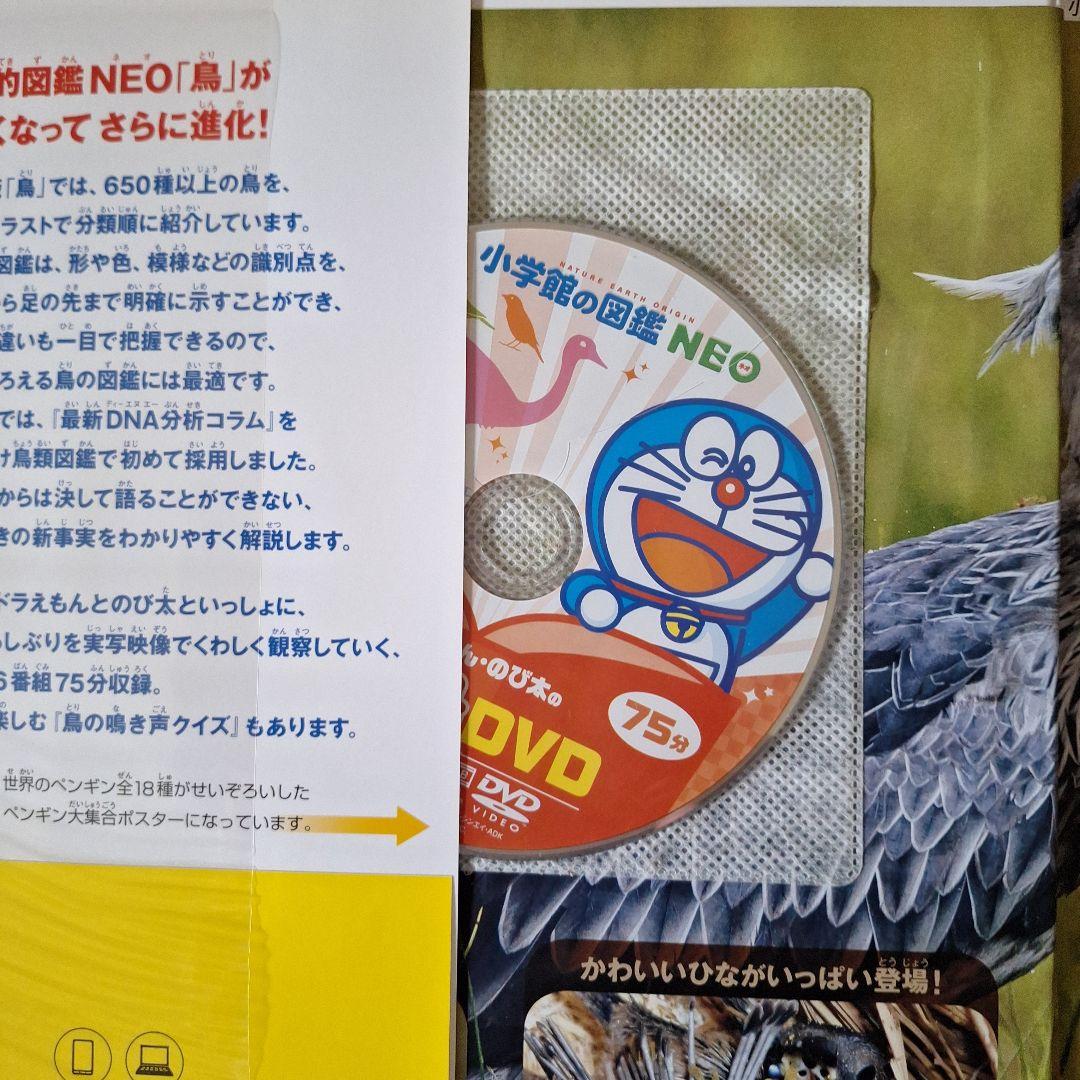 的図鑑NEO「鳥」が
くなって さらに進化!
「鳥」では、650種以上の鳥を、
ラストで分類順に紹介しています。
図鑑は、形や色、模様などの識別点を、
ら足の先まで明確に示すことができ、
違いも一目で把握できるので、
ろえる鳥の図鑑には最適です。
では、『最新DNA分析コラム』を
け鳥類図鑑で初めて採用しました。
からは決して語ることができない、
きの新事実をわかりやすく解説します。
ドラえもんとのび太といっしょに、
しぶりを実写映像でくわしく観察していく、
6番組75分収録。
楽しむ『鳥の鳴き声クイズ』もあります。
世界のペンギン全18種がせいぞろいした
ペンギン大集合ポスターになっています。
小学館の図鑑 NEO
NATURE EARTH ORIGIN
ん・のび太の
DVD
75分
DVD
VIDEO
シンエイ・ADK
かわいいひながいっぱい登場!